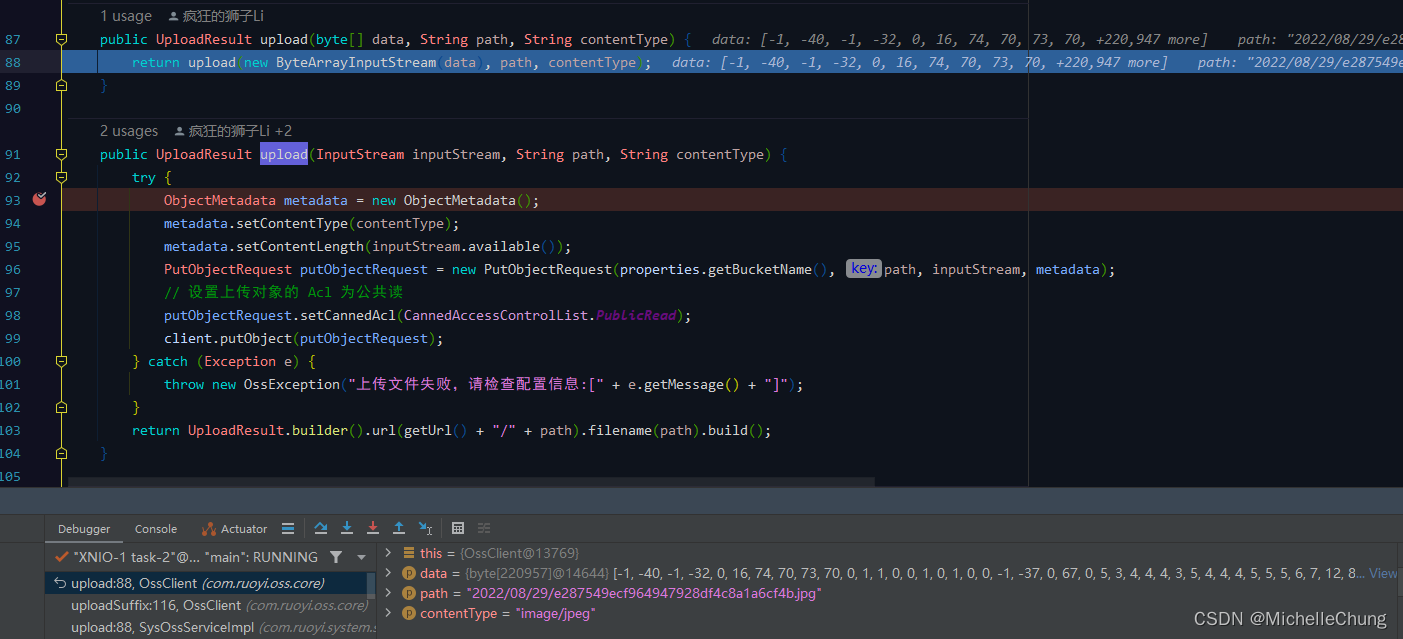 1 usage 疯狂的狮子Li
87 public UploadResult upload(byte[] data, String path, String contentType) { data: [-1, -40, -1, -32, 0, 16, 74, 70, 73, 70, +220,947 more] path: "2022/08/29/e28
88 return upload(new ByteArrayInputStream(data), path, contentType); data: [-1, -40, -1, -32, 0, 16, 74, 70, 73, 70, +220,947 more] path: "2022/08/29/e287549e
89 }
90
2 usages 疯狂的狮子Li +2
91 public UploadResult upload(InputStream inputStream, String path, String contentType) {
92 try {
93 ObjectMetadata metadata = new ObjectMetadata();
94 metadata.setContentType(contentType);
95 metadata.setContentLength(inputStream.available());
96 PutObjectRequest putObjectRequest = new PutObjectRequest(properties.getBucketName(), key: path, inputStream, metadata);
97 // 设置上传对象的 Acl 为公共读
98 putObjectRequest.setCannedAcl(CannedAccessControlList.PublicRead);
99 client.putObject(putObjectRequest);
100 } catch (Exception e) {
101 throw new OssException("上传文件失败，请检查配置信息:[" + e.getMessage() + "]");
102 }
103 return UploadResult.builder().url(getUrl() + "/" + path).filename(path).build();
104 }
105
Debugger Console Actuator
"XNIO-1 task-2"@... "main": RUNNING
upload:88, OssClient (com.ruoyi.oss.core)
uploadSuffix:116, OssClient (com.ruoyi.oss.core)
upload:88, SysOssServiceImpl (com.ruoyi.system.s
this = {OssClient@13769}
data = {byte[220957]@14644} [-1, -40, -1, -32, 0, 16, 74, 70, 73, 70, 0, 1, 1, 0, 0, 1, 0, 1, 0, 0, -1, -37, 0, 67, 0, 5, 3, 4, 4, 4, 3, 5, 4, 4, 4, 5, 5, 5, 6, 7, 12, 8... View
path = "2022/08/29/e287549ecf964947928df4c8a1a6cf4b.jpg"
contentType = "image/jpeg"
CSDN @MichelleChung